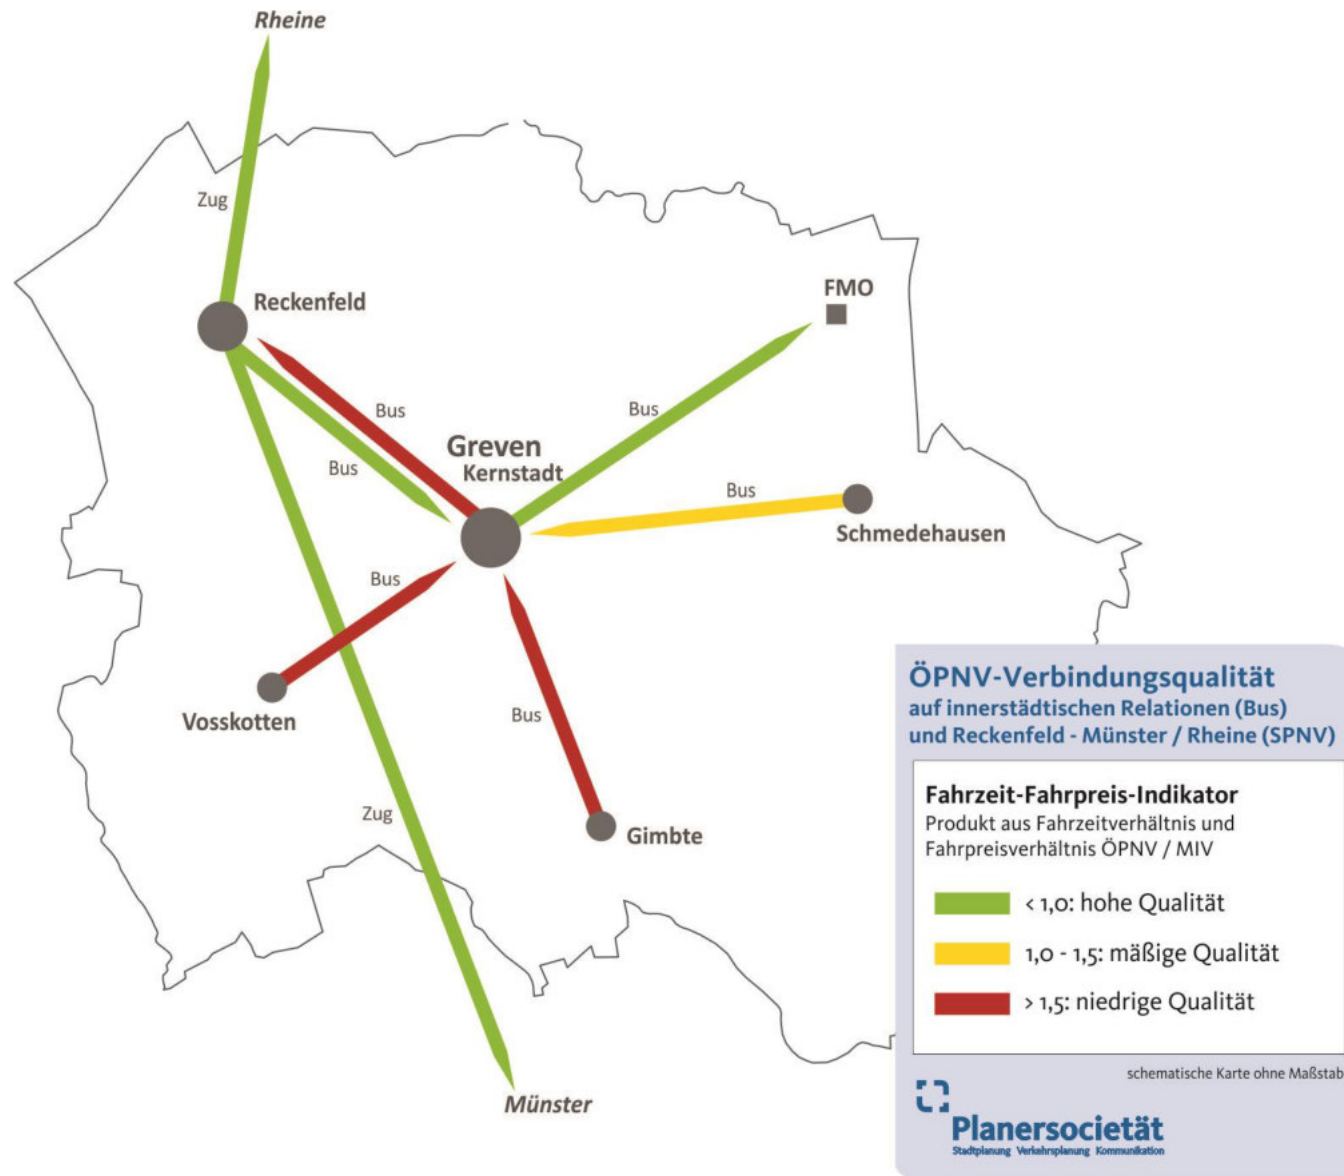 Rheine
Zug
Reckenfeld
FMO
Bus
Bus
Bus
Greven
Kernstadt
Bus
Schmedehausen
Bus
Vosskotten
Bus
Zug
Gimbte
Münster
ÖPNV-Verbindungsqualität
auf innerstädtischen Relationen (Bus)
und Reckenfeld - Münster / Rheine (SPNV)
Fahrzeit-Fahrpreis-Indikator
Produkt aus Fahrzeitverhältnis und
Fahrpreisverhältnis ÖPNV / MIV
< 1,0: hohe Qualität
1,0 - 1,5: mäßige Qualität
> 1,5: niedrige Qualität
schematische Karte ohne Maßstab
Planersocietät
Stadtplanung Verkehrsplanung Kommunikation